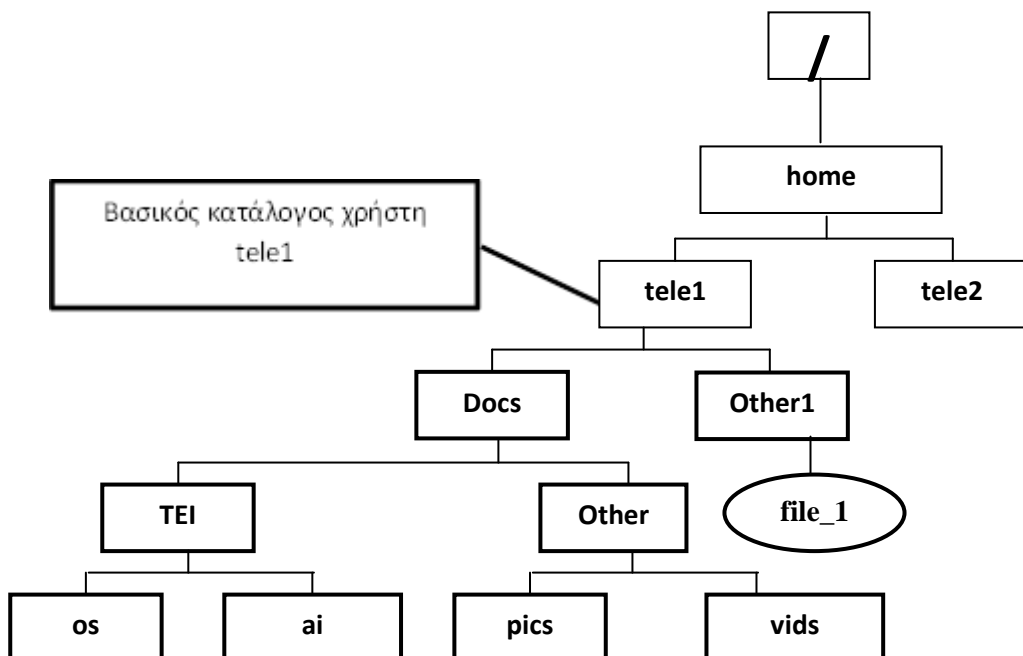 /
home
Βασικός κατάλογος χρήστη
tele1
tele1
tele2
Docs
Other1
TEI
Other
file_1
os
ai
pics
vids